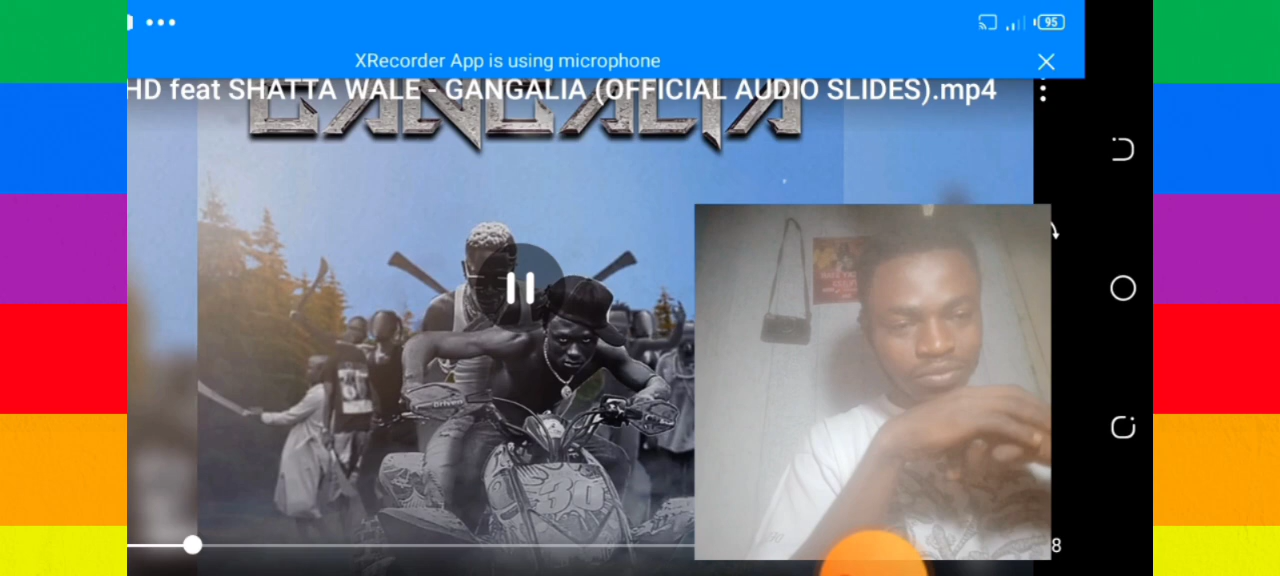 95
XRecorder App is using microphone
HD feat SHATTA WALE - GANGALIA (OFFICIAL AUDIO SLIDES).mp4
GANGALIA
8